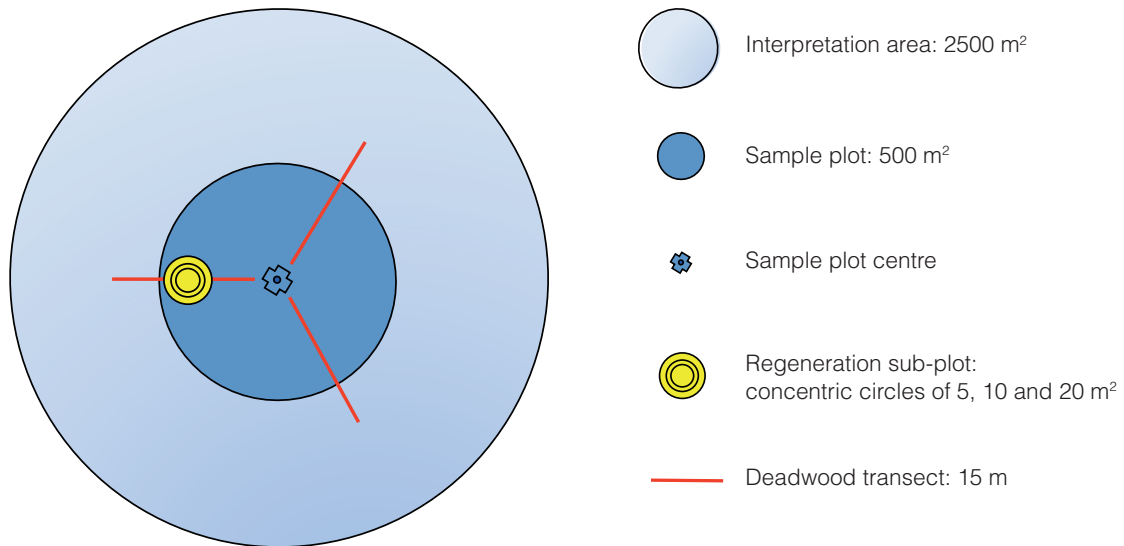 Interpretation area: 2500 m²
Sample plot: 500 m²
Sample plot centre
Regeneration sub-plot:
concentric circles of 5, 10 and 20 m²
Deadwood transect: 15 m